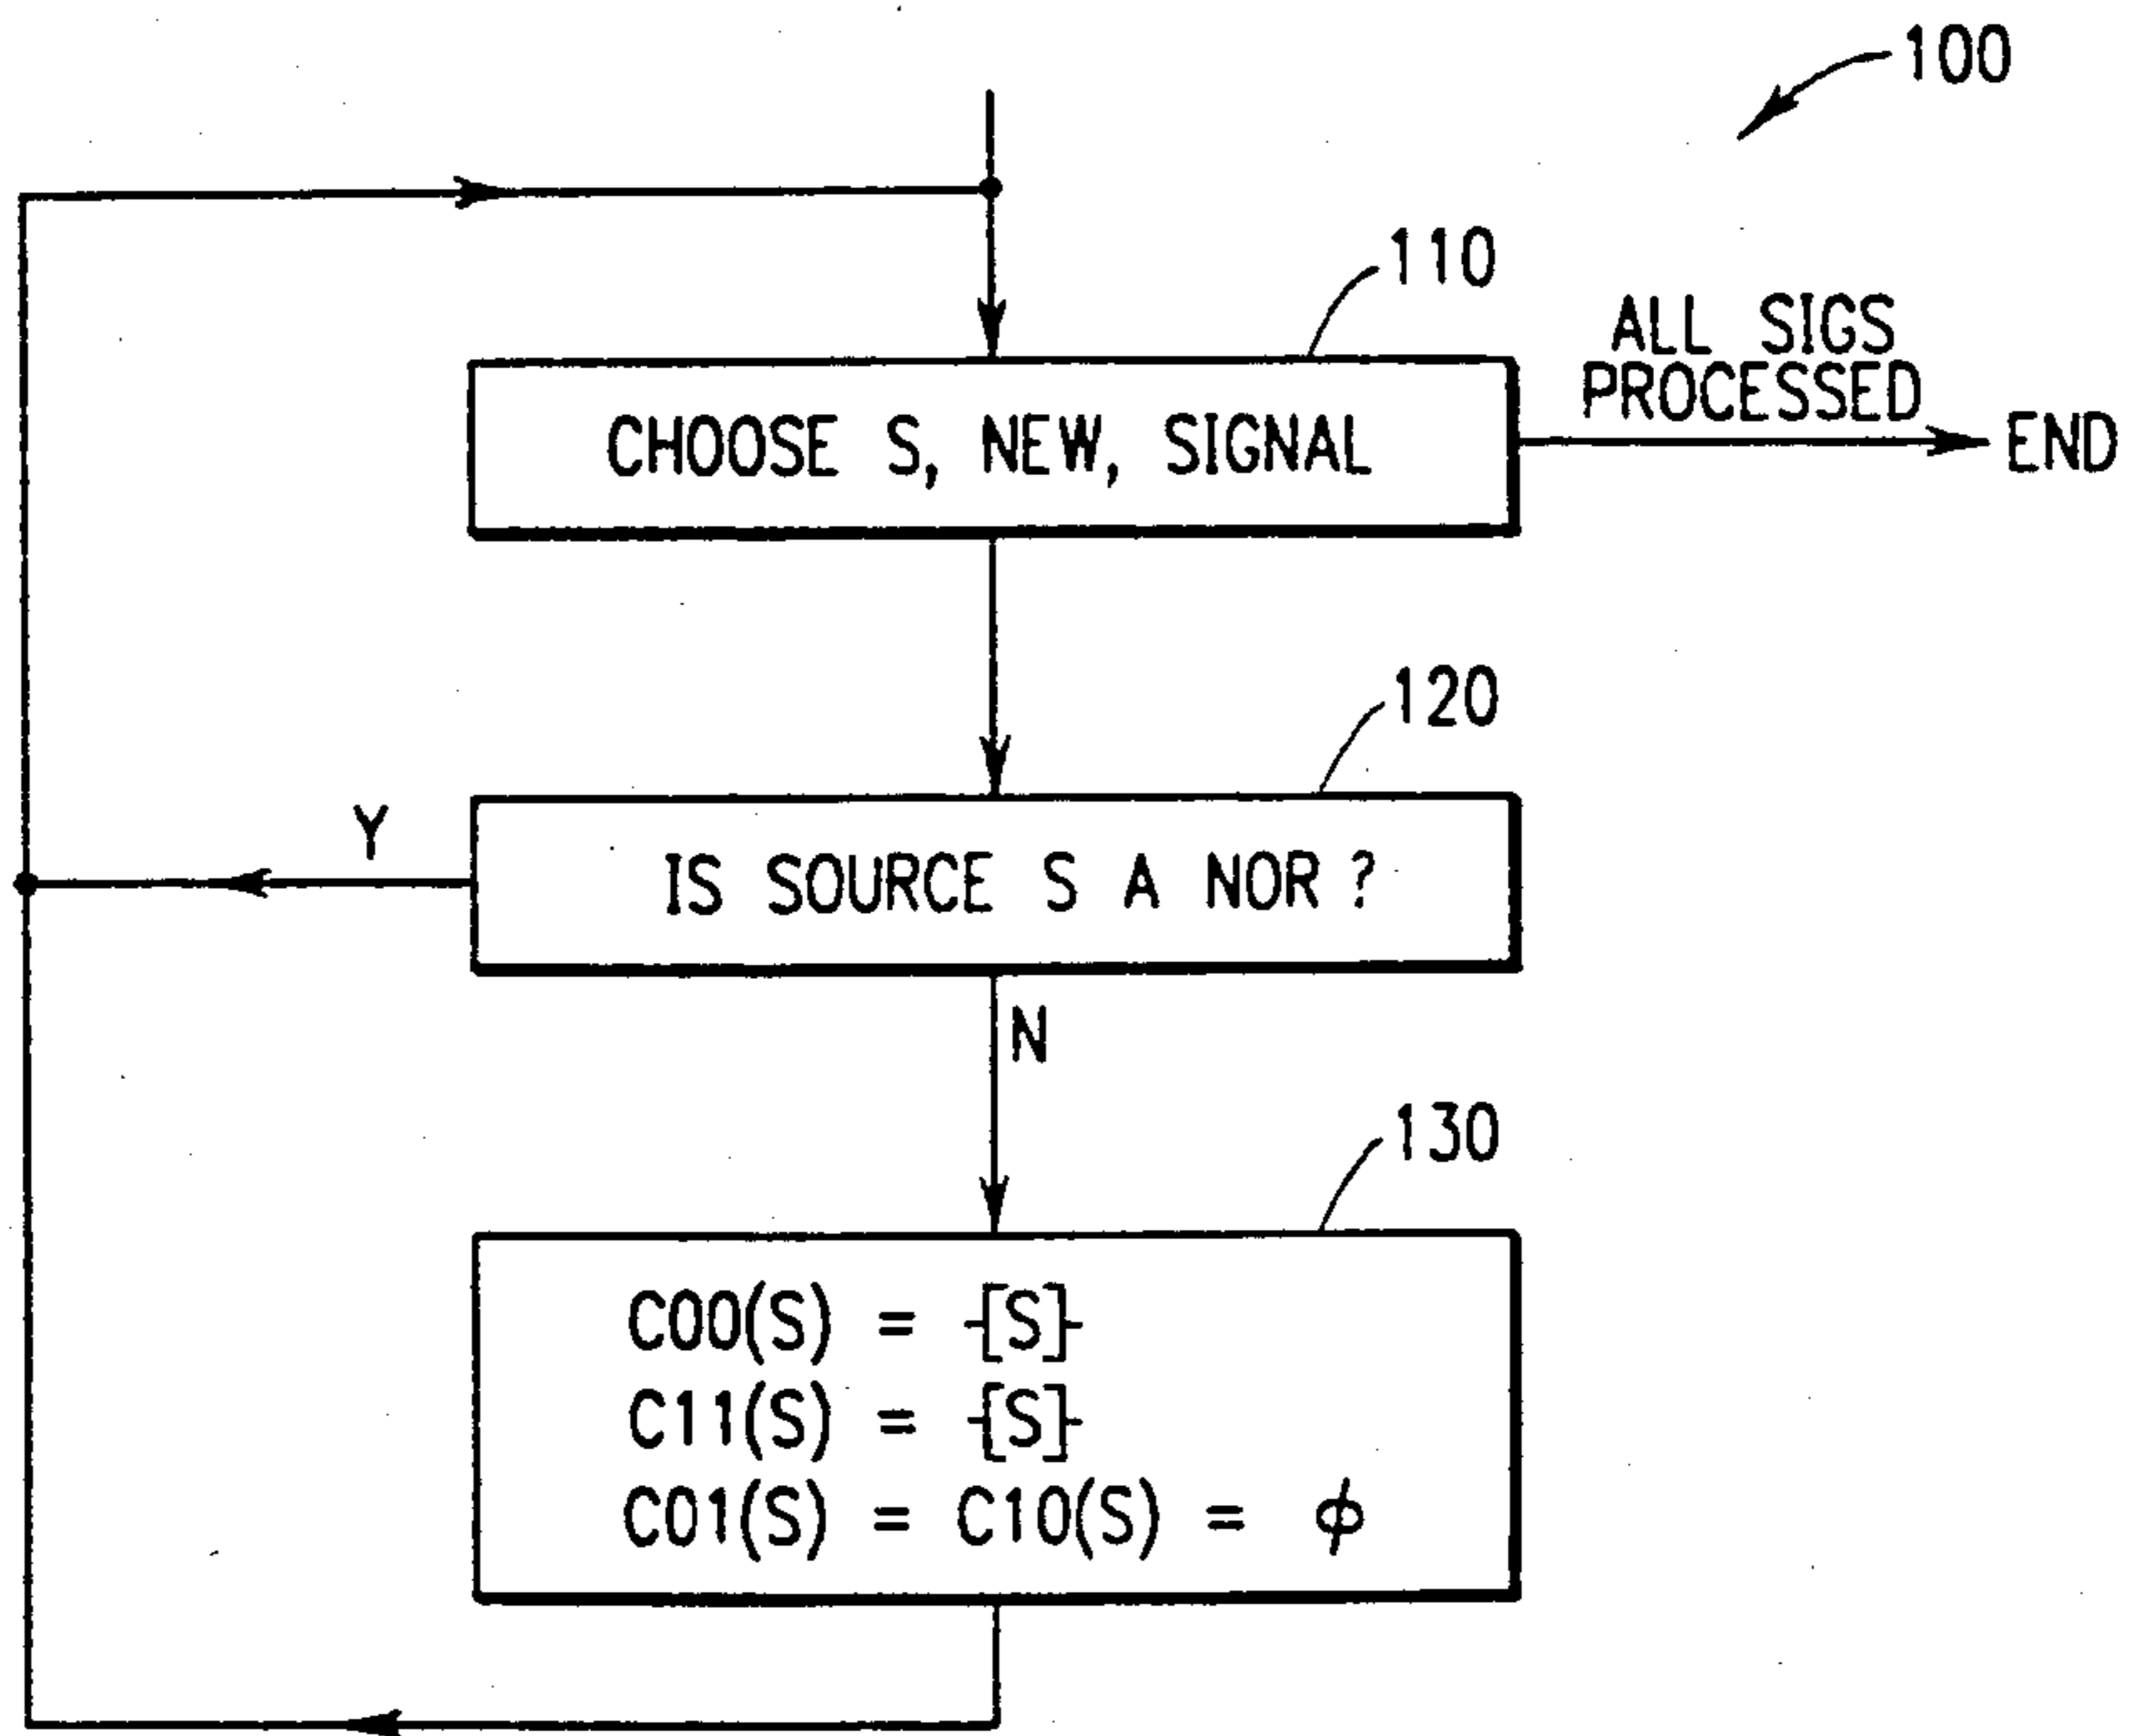 100
110
ALL SIGS
PROCESSED
CHOOSE S, NEW, SIGNAL
END
120
Y
IS SOURCE S A NOR ?
N
130
C00(S) = {S}
C11(S) = {S}
C01(S) = C10(S) = ϕ